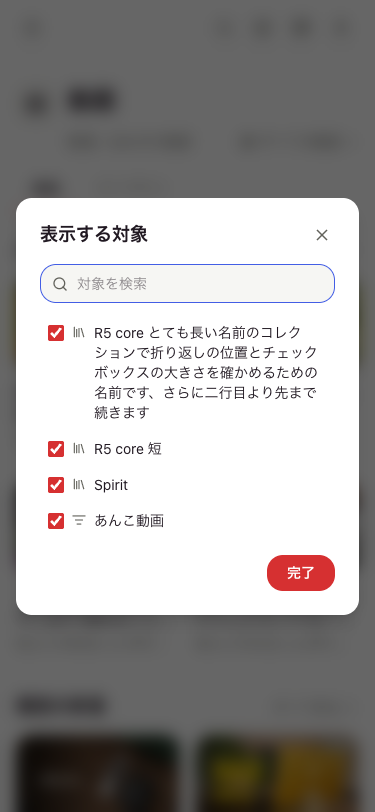 表示する対象
対象を検索
R5 core とても長い名前のコレク
ションで折り返しの位置とチェック
ボックスの大きさを確かめるための
名前です、さらに二行目より先まで
続きます
R5 core 短
Spirit
あんこ動画
完了